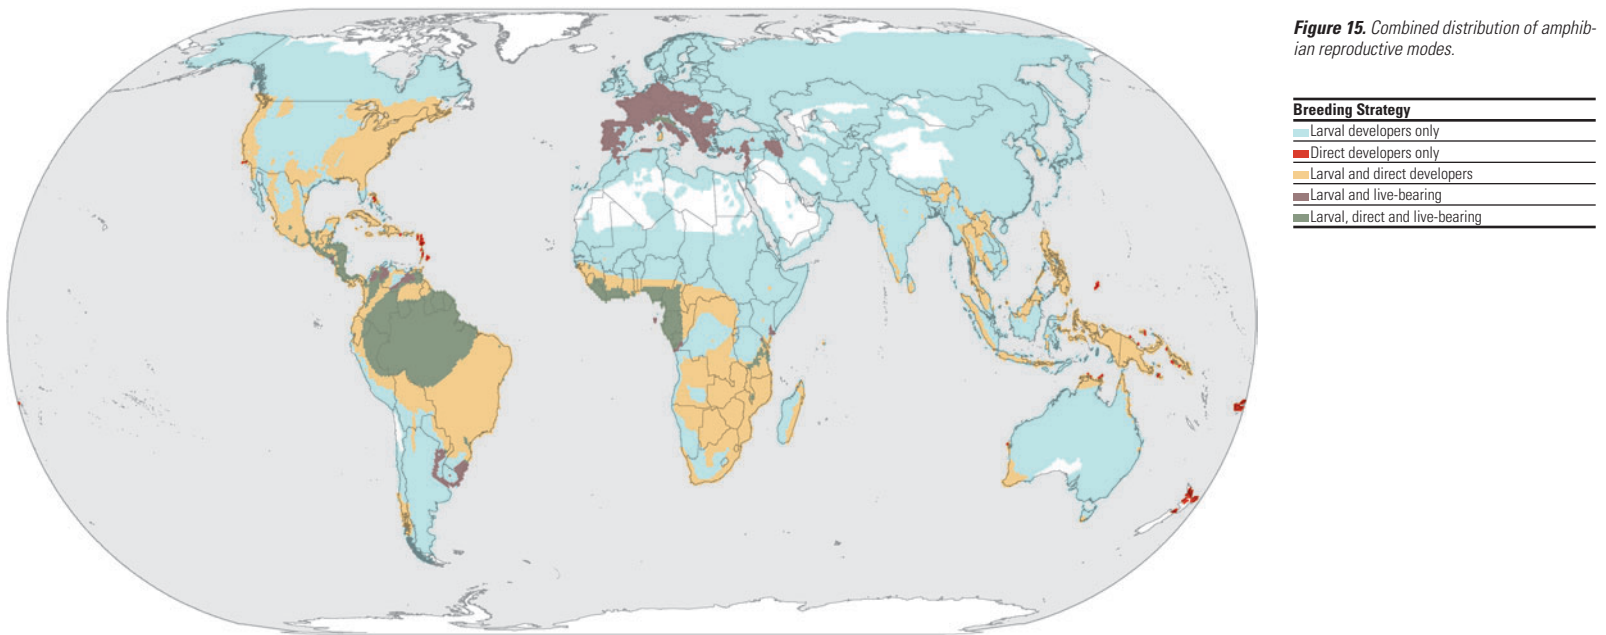 Figure 15. Combined distribution of amphib-
ian reproductive modes.
Breeding Strategy
Larval developers only
Direct developers only
Larval and direct developers
Larval and live-bearing
Larval, direct and live-bearing